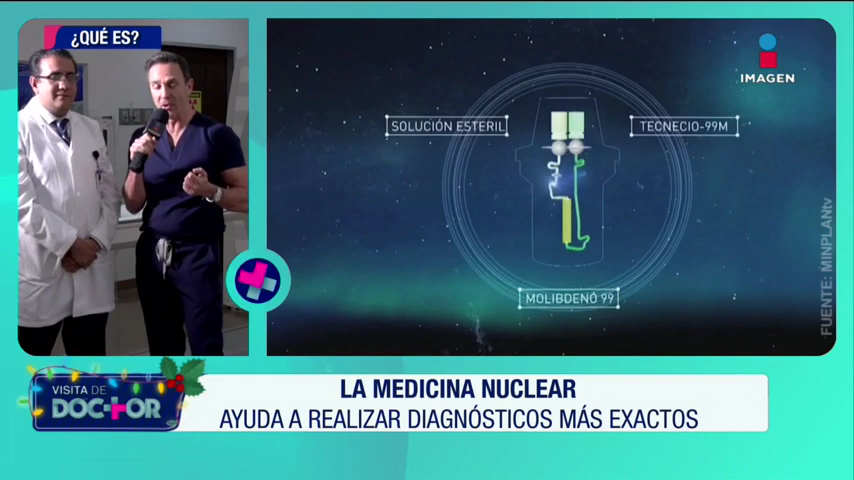 ¿QUÉ ES?
IMAGEN
SOLUCIÓN ESTERIL
TECNECIO-99M
MOLIBDENÓ 99
FUENTE: MINPLANtv
VISITA DE
DOCTOR
LA MEDICINA NUCLEAR
AYUDA A REALIZAR DIAGNÓSTICOS MÁS EXACTOS